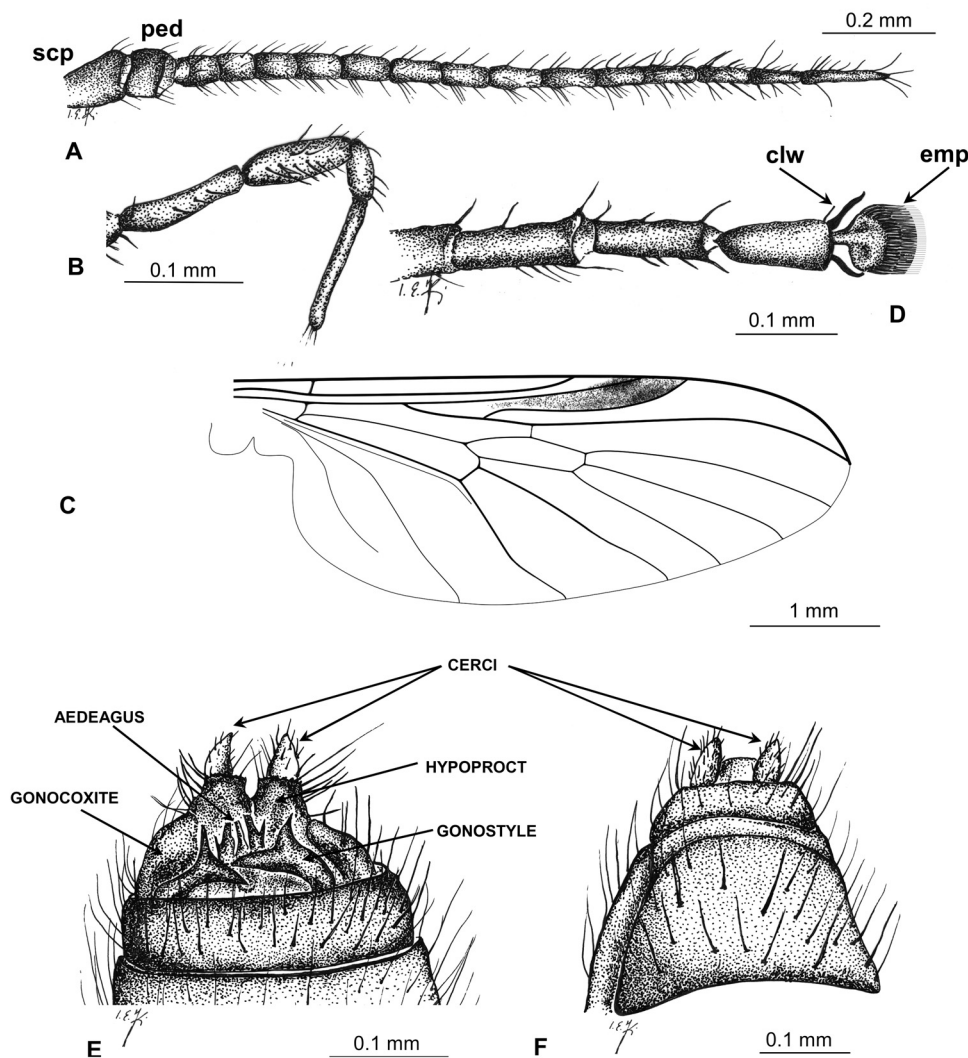 0.2 mm
ped
scp
A
clw
emp
B
0.1 mm
D
0.1 mm
C
1 mm
CERCI
AEDEAGUS
HYPOPROCT
GONOCOXITE
GONOSTYLE
E
0.1 mm
F
0.1 mm